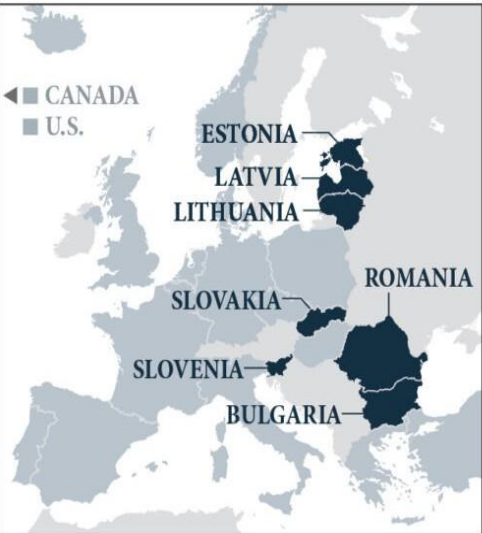 CANADA
U.S.
ESTONIA
LATVIA
LITHUANIA
ROMANIA
SLOVAKIA
SLOVENIA
BULGARIA